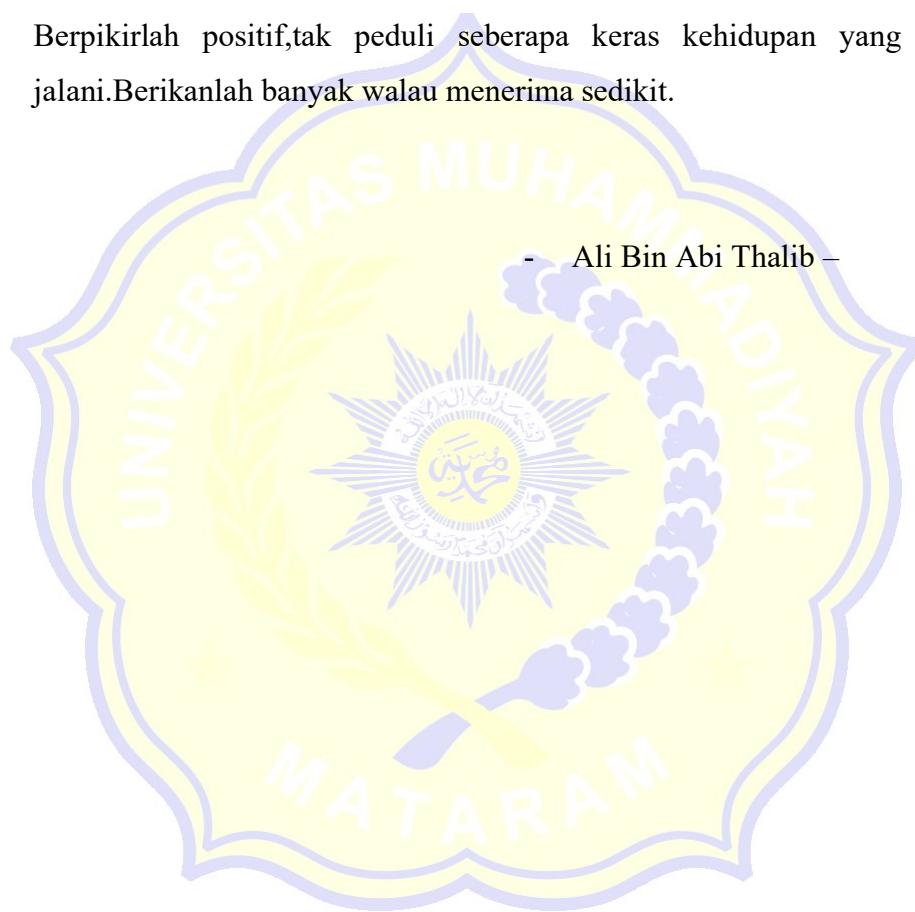 Berpikirlah positif,tak peduli seberapa keras kehidupan yang
jalani.Berikanlah banyak walau menerima sedikit.
- Ali Bin Abi Thalib –
UNIVERSITAS MUHAMMADIYAH
MATARAM